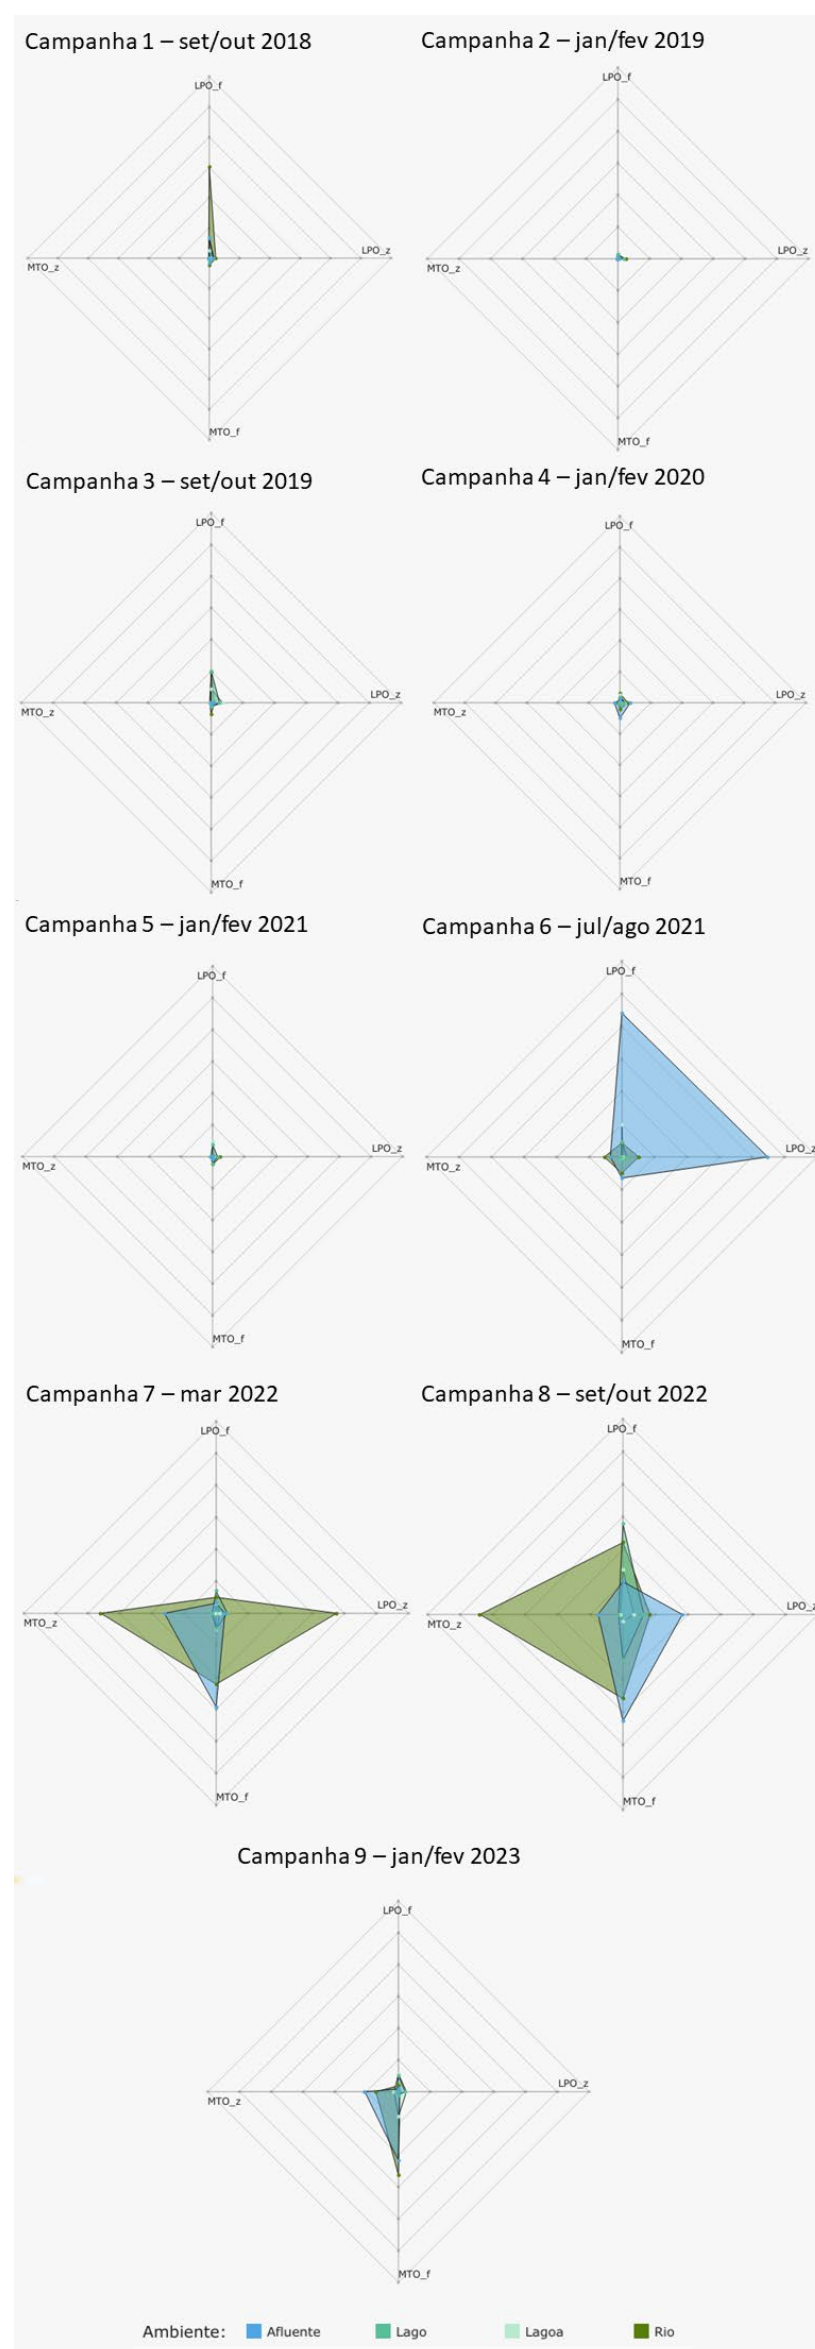 Campanha 1 – set/out 2018
LPO_f
LPO_z
MTO_z
MTO_f
Campanha 2 – jan/fev 2019
LPO_f
LPO_z
MTO_z
MTO_f
Campanha 3 – set/out 2019
LPO_f
LPO_z
MTO_z
MTO_f
Campanha 4 – jan/fev 2020
LPO_f
LPO_z
MTO_z
MTO_f
Campanha 5 – jan/fev 2021
LPO_f
LPO_z
MTO_z
MTO_f
Campanha 6 – jul/ago 2021
LPO_f
LPO_z
MTO_z
MTO_f
Campanha 7 – mar 2022
LPO_f
LPO_z
MTO_z
MTO_f
Campanha 8 – set/out 2022
LPO_f
LPO_z
MTO_z
MTO_f
Campanha 9 – jan/fev 2023
LPO_f
LPO_z
MTO_z
MTO_f
Ambiente: Afluente Lago Lagoa Rio